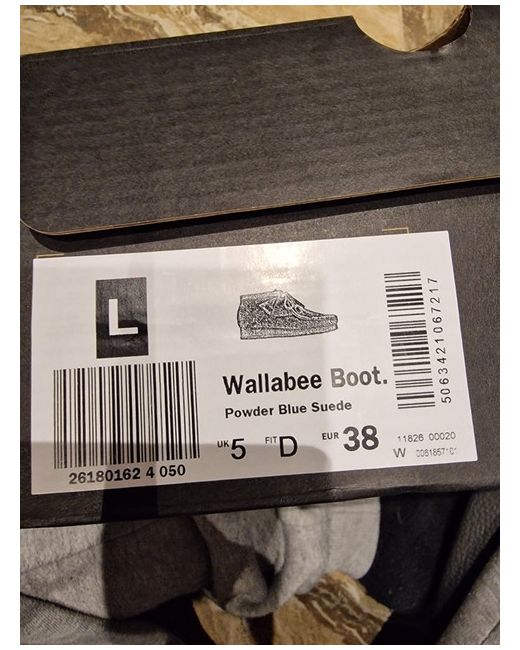 L
Wallabee Boot.
Powder Blue Suede
UK 5 FIT D EUR 38
26180162 4 050
5063421067217
11826 00020
W